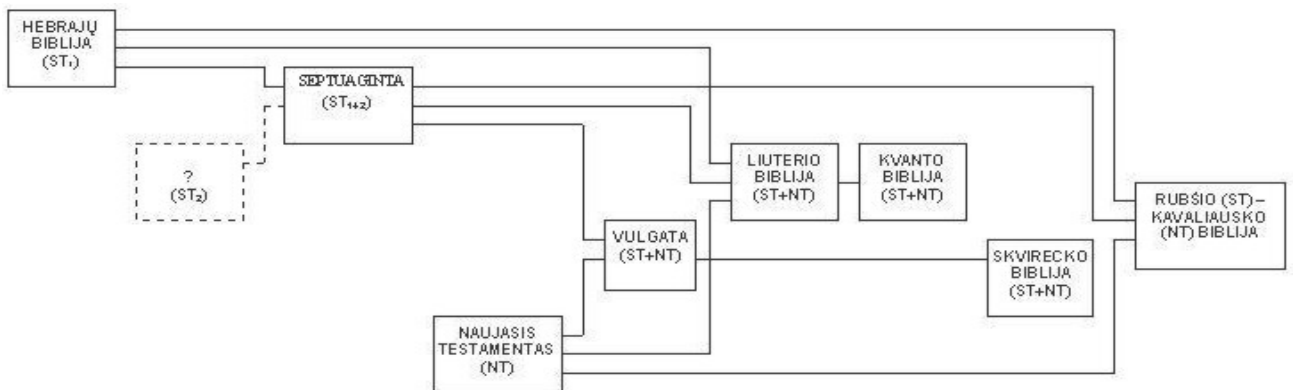 HEBRAJŲ
BIBLIJA
(ST₁)
SEPTUAGINTA
(ST₁₊₂)
?
(ST₂)
LIUTERIO
BIBLIJA
(ST+NT)
KVANTO
BIBLIJA
(ST+NT)
RUBŠIO (ST)–
KAVALIAUSKO
(NT) BIBLIJA
VULGATA
(ST+NT)
SKVIRECKO
BIBLIJA
(ST+NT)
NAUJASIS
TESTAMENTAS
(NT)